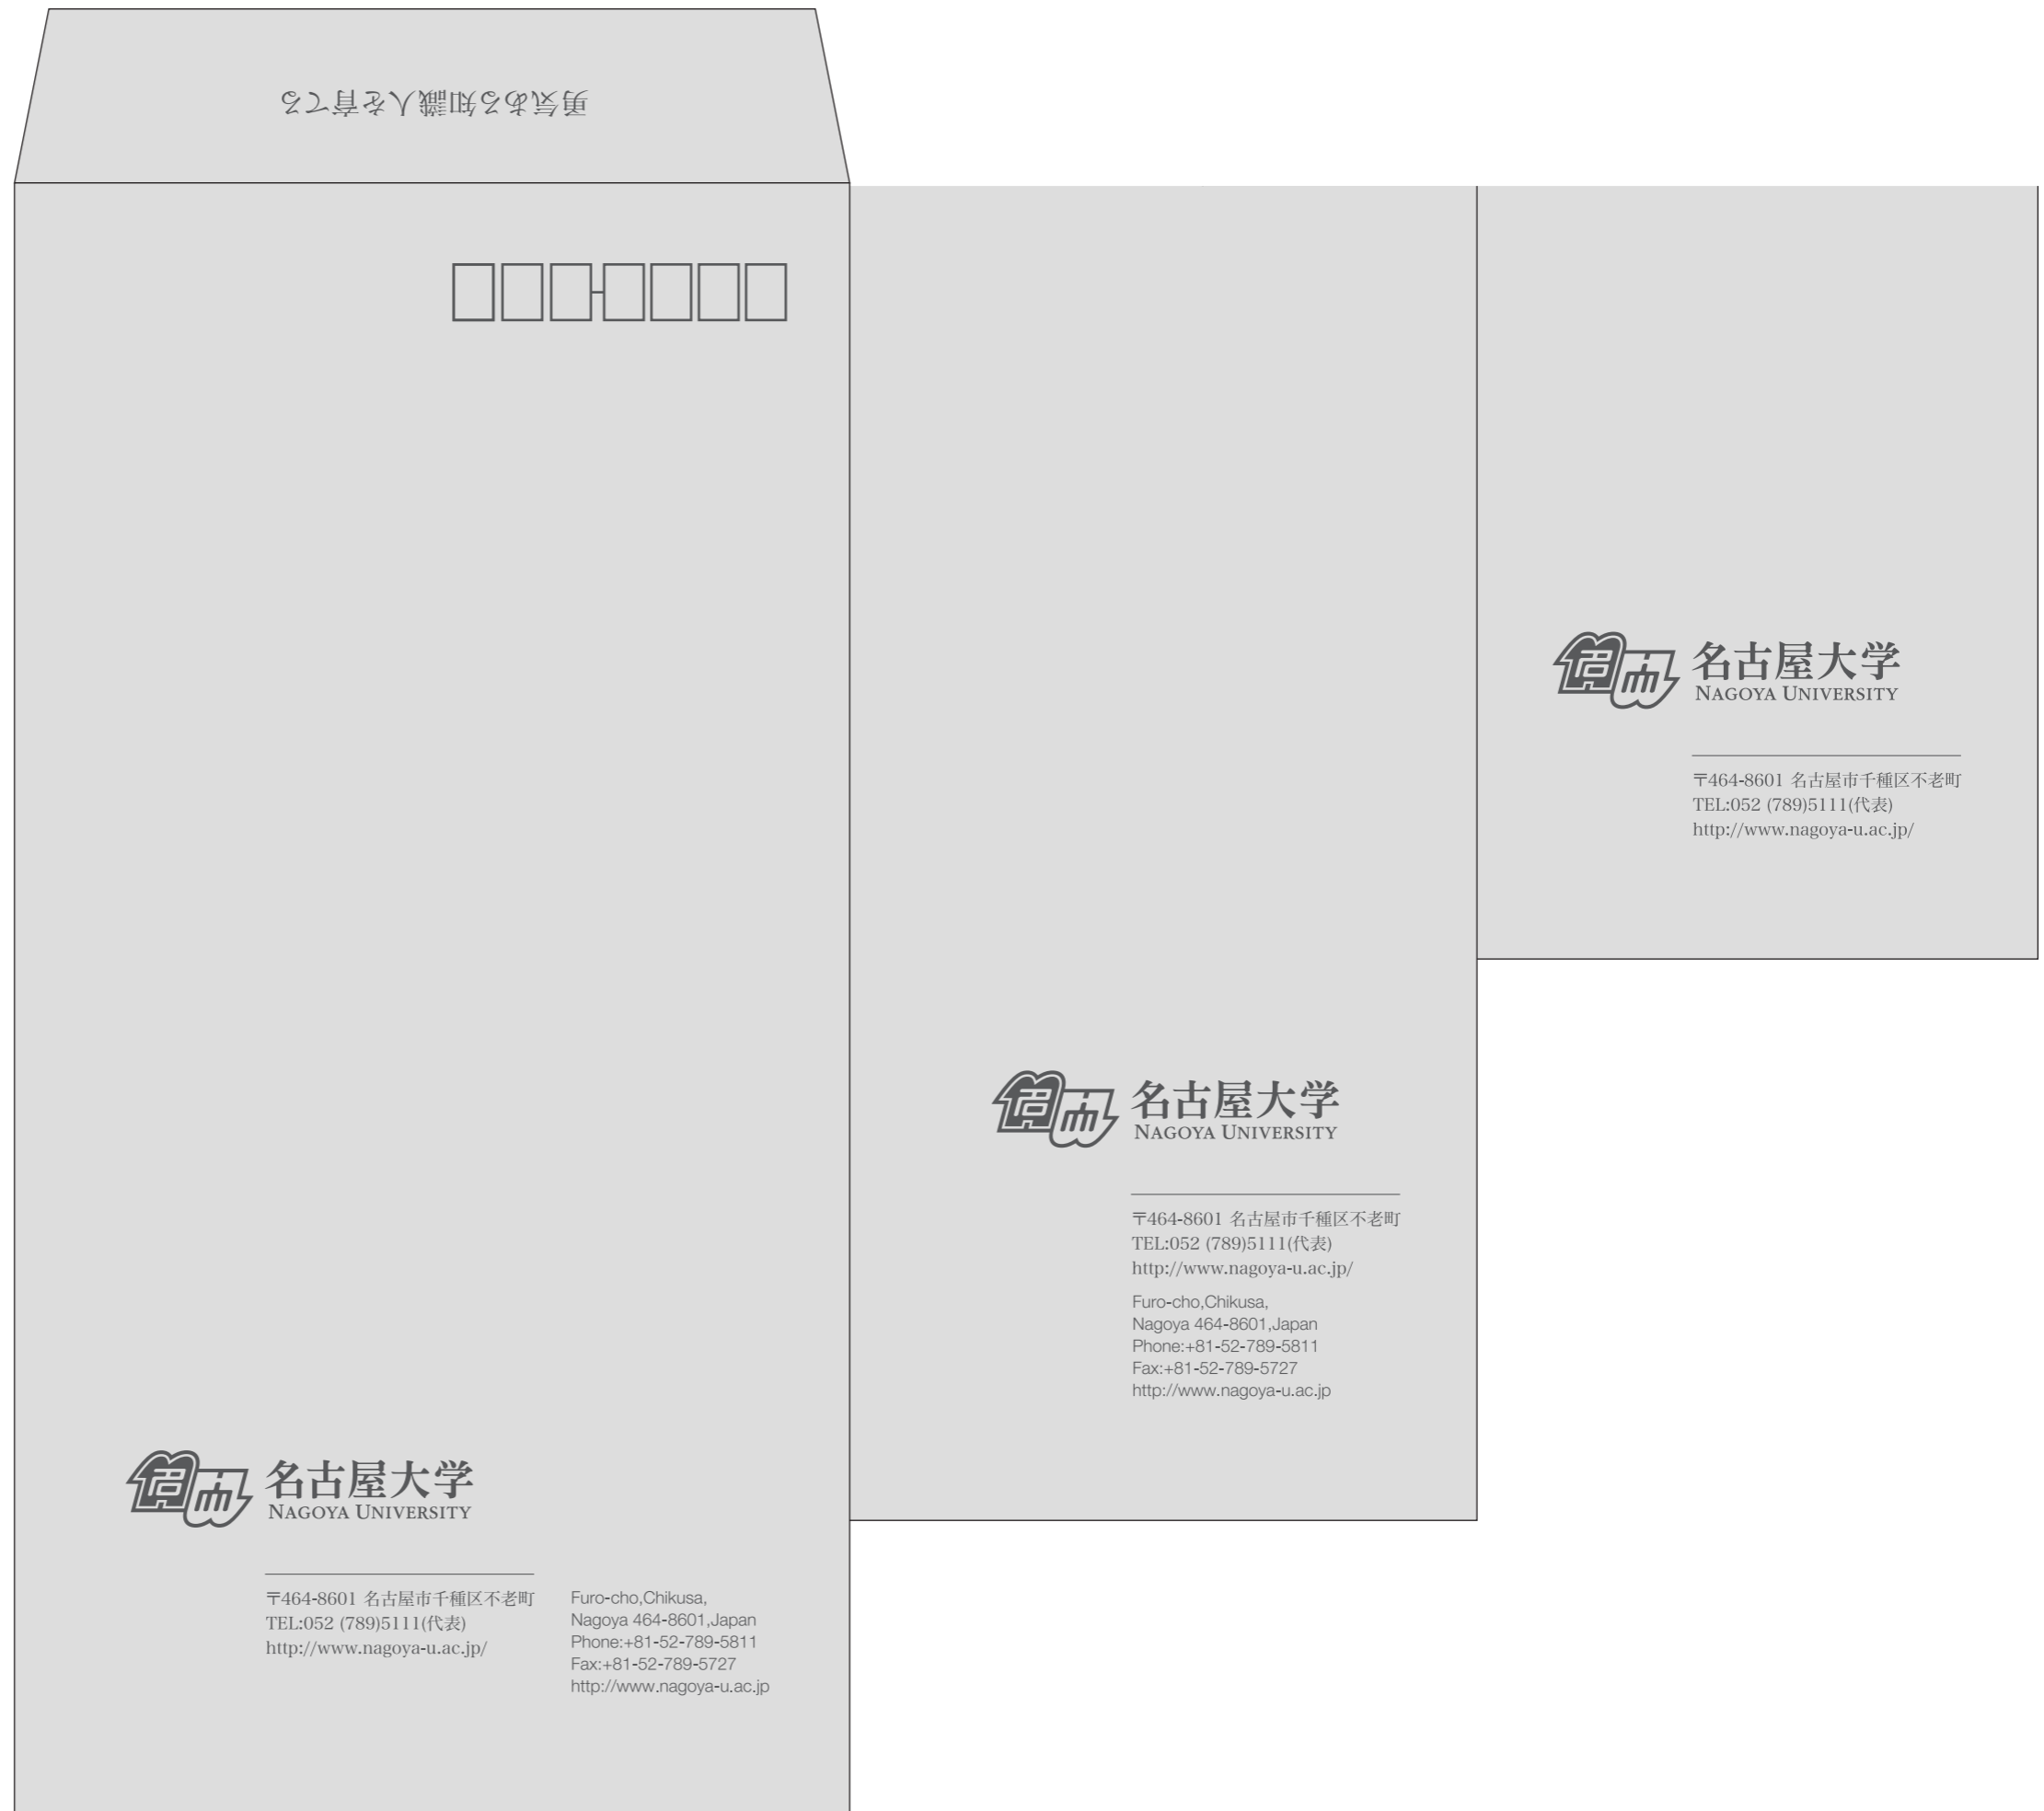 勇気ある知識人を育てる
名古屋大学
NAGOYA UNIVERSITY
〒464-8601 名古屋市千種区不老町
TEL:052 (789)5111(代表)
http://www.nagoya-u.ac.jp/
Furo-cho,Chikusa,
Nagoya 464-8601,Japan
Phone:+81-52-789-5811
Fax:+81-52-789-5727
http://www.nagoya-u.ac.jp
名古屋大学
NAGOYA UNIVERSITY
〒464-8601 名古屋市千種区不老町
TEL:052 (789)5111(代表)
http://www.nagoya-u.ac.jp/
Furo-cho,Chikusa,
Nagoya 464-8601,Japan
Phone:+81-52-789-5811
Fax:+81-52-789-5727
http://www.nagoya-u.ac.jp
名古屋大学
NAGOYA UNIVERSITY
〒464-8601 名古屋市千種区不老町
TEL:052 (789)5111(代表)
http://www.nagoya-u.ac.jp/